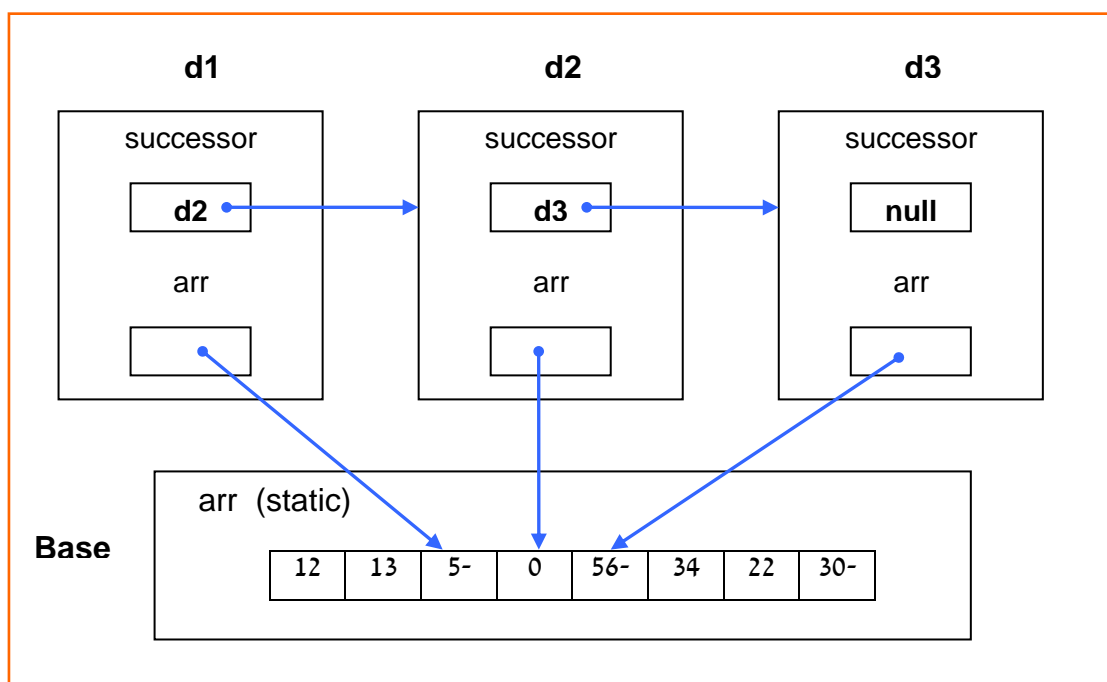 d1 d2 d3
successor successor successor
d2 d3 null
arr arr arr
arr (static)
Base
12 13 5- 0 56- 34 22 30-